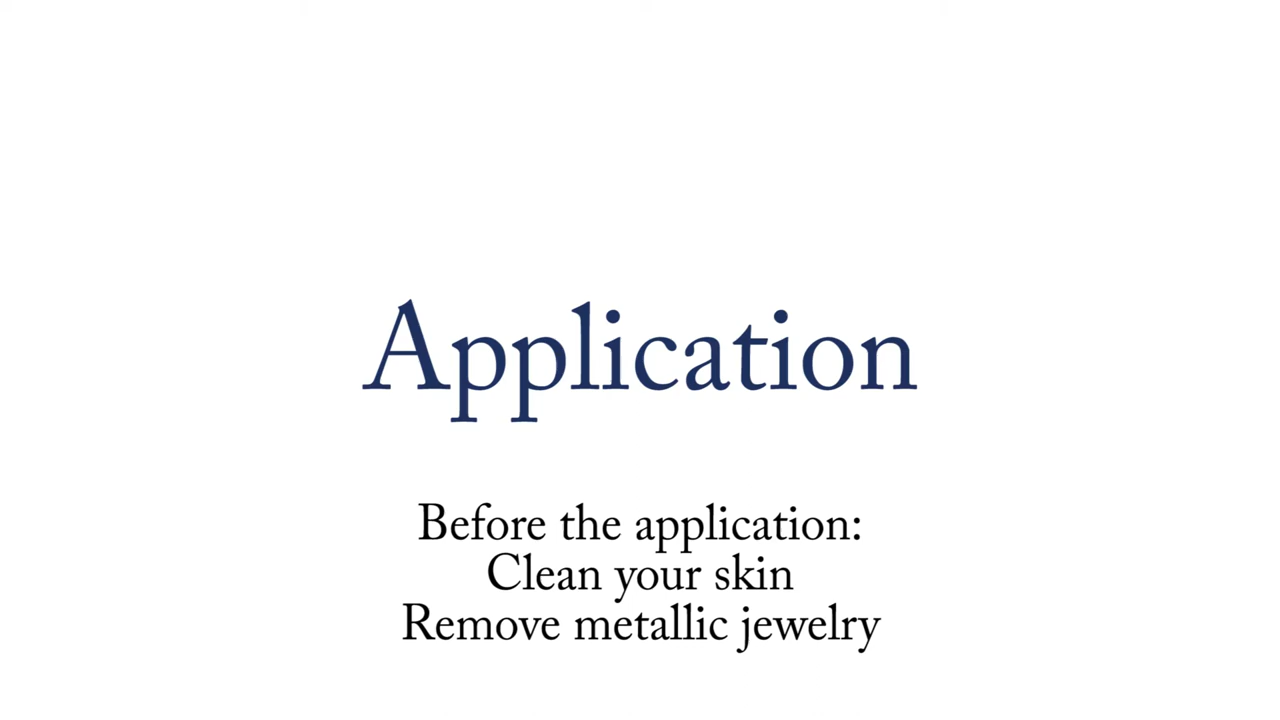 Application
Before the application:
Clean your skin
Remove metallic jewelry